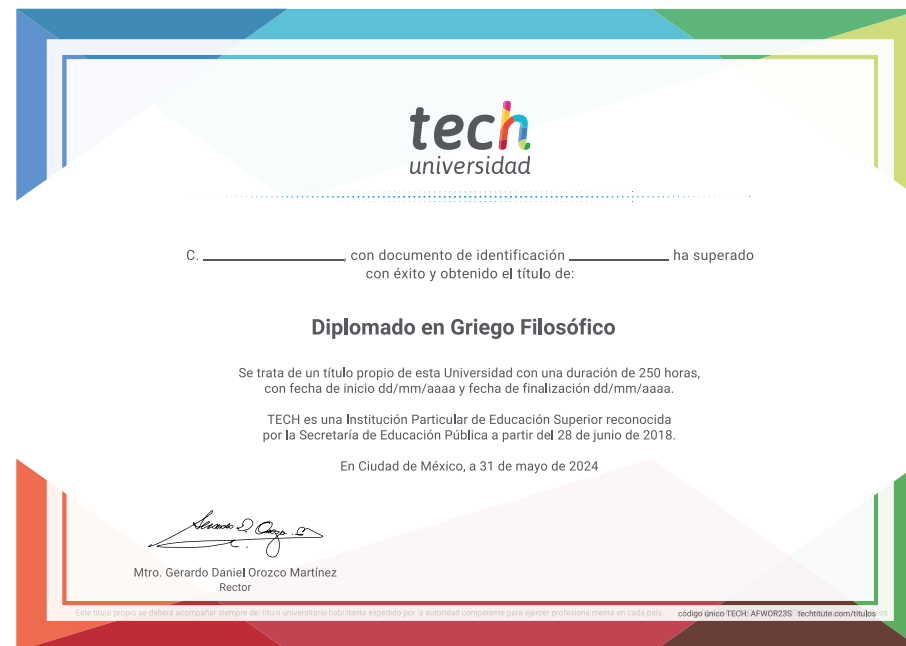 tech
universidad
C. ____________, con documento de identificación ____________ ha superado
con éxito y obtenido el título de:
Diplomado en Griego Filosófico
Se trata de un título propio de esta Universidad con una duración de 250 horas,
con fecha de inicio dd/mm/aaaa y fecha de finalización dd/mm/aaaa.
TECH es una Institución Particular de Educación Superior reconocida
por la Secretaría de Educación Pública a partir del 28 de junio de 2018.
En Ciudad de México, a 31 de mayo de 2024
Mtro. Gerardo Daniel Orozco Martínez
Rector
Este título propio se deberá acompañar siempre del título universitario habilitante expedido por la autoridad competente para ejercer profesionalmente en cada país. código único TECH: AFWOR23S techtitute.com/titulos